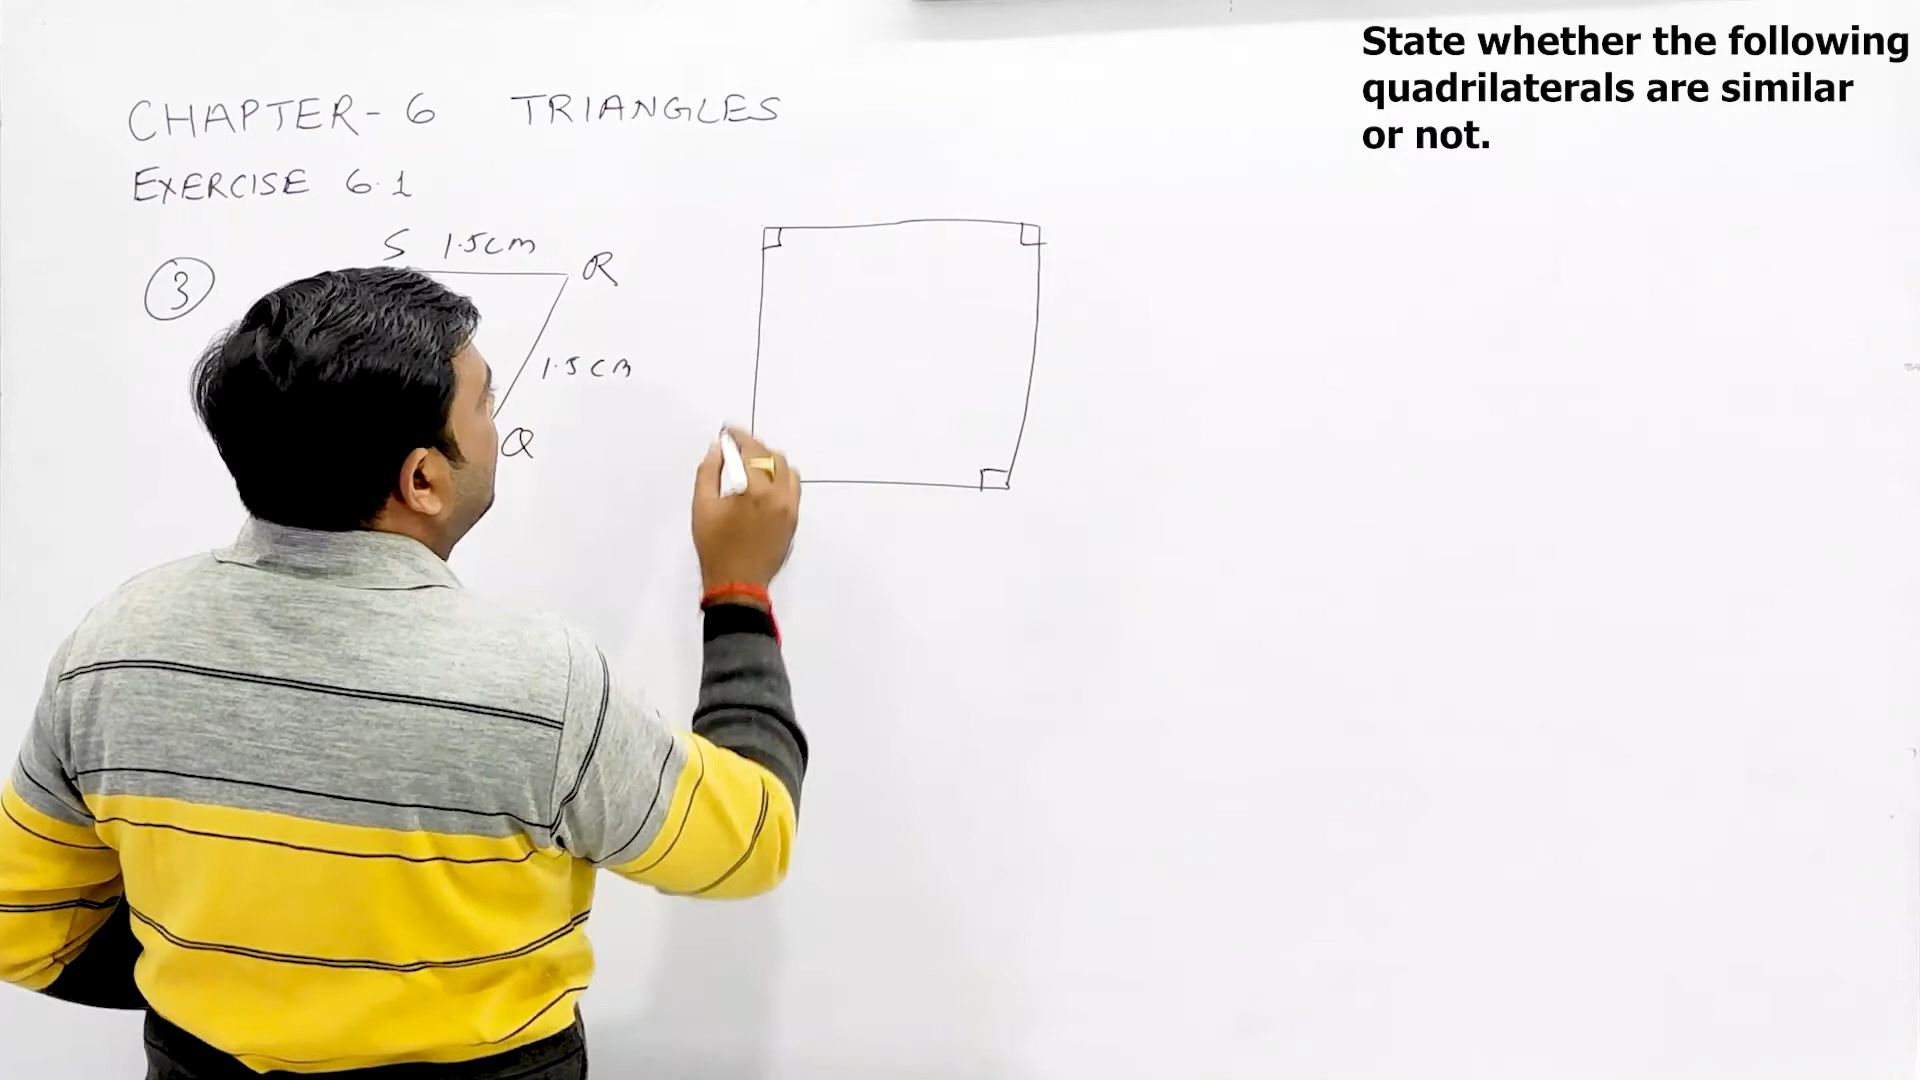 State whether the following
quadrilaterals are similar
or not.
CHAPTER-6 TRIANGLES
EXERCISE 6.1
3
S 1.5cm
R
1.5cm
Q